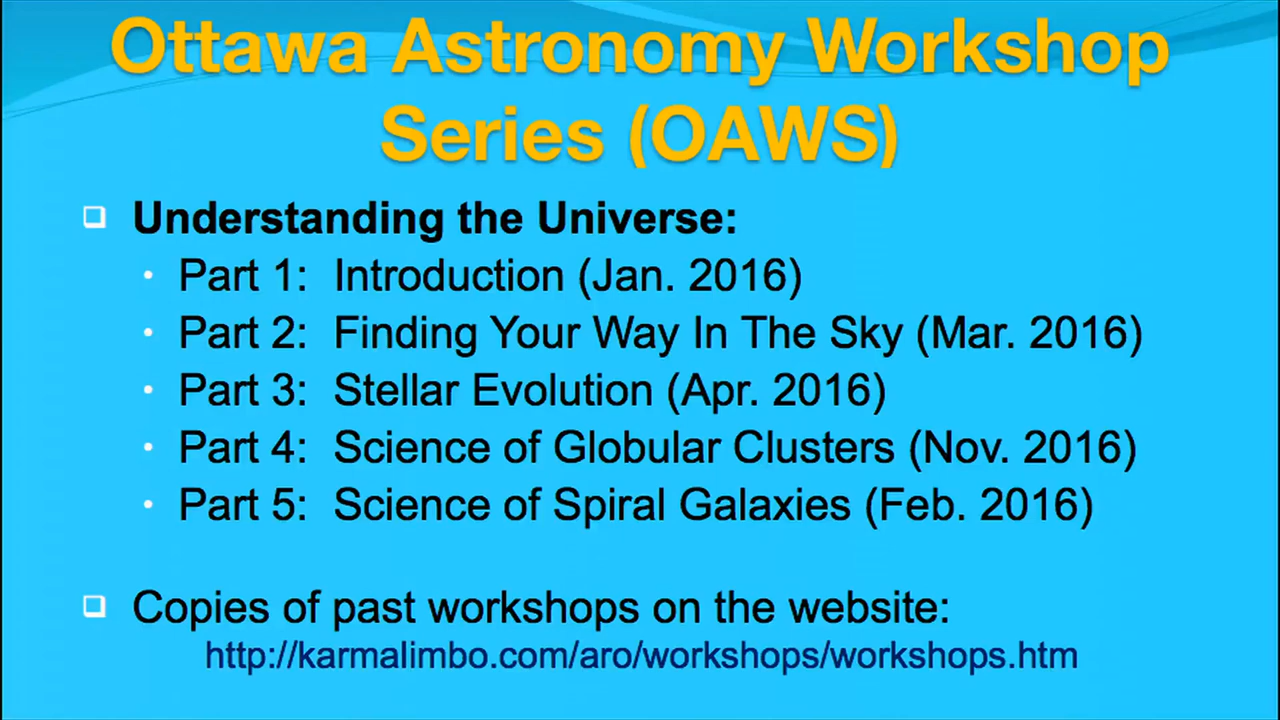 Ottawa Astronomy Workshop
Series (OAWS)
Understanding the Universe:
Part 1: Introduction (Jan. 2016)
Part 2: Finding Your Way In The Sky (Mar. 2016)
Part 3: Stellar Evolution (Apr. 2016)
Part 4: Science of Globular Clusters (Nov. 2016)
Part 5: Science of Spiral Galaxies (Feb. 2016)
Copies of past workshops on the website:
http://karmalimbo.com/aro/workshops/workshops.htm